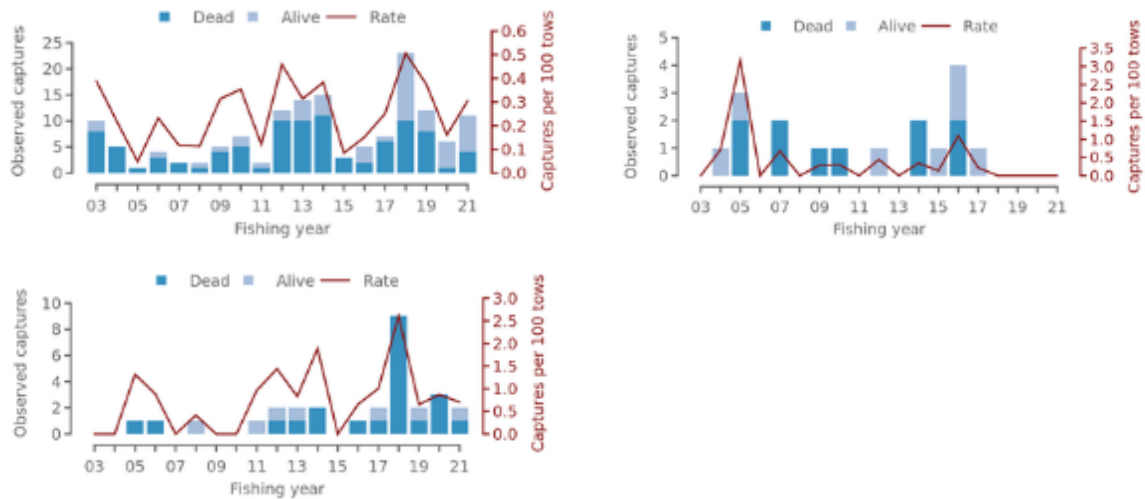 Dead Alive Rate
Observed captures
25
20
15
10
5
0
0.6
0.5
0.4
0.3
0.2
0.1
0.0
Captures per 100 tows
03 05 07 09 11 13 15 17 19 21
Fishing year
Dead Alive Rate
Observed captures
5
4
3
2
1
0
3.5
3.0
2.5
2.0
1.5
1.0
0.5
0.0
Captures per 100 tows
03 05 07 09 11 13 15 17 19 21
Fishing year
Dead Alive Rate
Observed captures
10
8
6
4
2
0
3.0
2.5
2.0
1.5
1.0
0.5
0.0
Captures per 100 tows
03 05 07 09 11 13 15 17 19 21
Fishing year